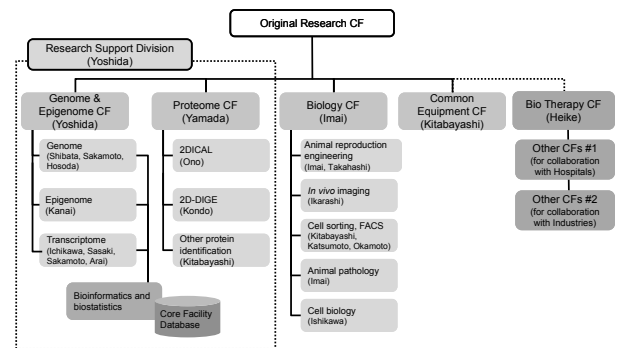 Original Research CF
Research Support Division
(Yoshida)
Genome &
Epigenome CF
(Yoshida)
Proteome CF
(Yamada)
Biology CF
(Imai)
Common
Equipment CF
(Kitabayashi)
Bio Therapy CF
(Heike)
Genome
(Shibata, Sakamoto,
Hosoda)
Epigenome
(Kanai)
Transcriptome
(Ichikawa, Sasaki,
Sakamoto, Arai)
Bioinformatics and
biostatistics
Core Facility
Database
2DICAL
(Ono)
2D-DIGE
(Kondo)
Other protein
identification
(Kitabayashi)
Animal reproduction
engineering
(Imai, Takahashi)
In vivo imaging
(Ikarashi)
Cell sorting, FACS
(Kitabayashi,
Katsumoto, Okamoto)
Animal pathology
(Imai)
Cell biology
(Ishikawa)
Other CFs #1
(for collaboration
with Hospitals)
Other CFs #2
(for collaboration
with Industries)